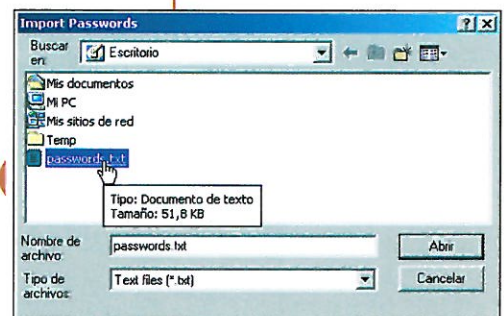 Import Passwords
Buscar en: Escritorio
Mis documentos
Mi PC
Mis sitios de red
Temp
passwords.txt
Tipo: Documento de texto
Tamaño: 51,8 KB
Nombre de archivo: passwords.txt Abrir
Tipo de archivos: Text files (*.txt) Cancelar